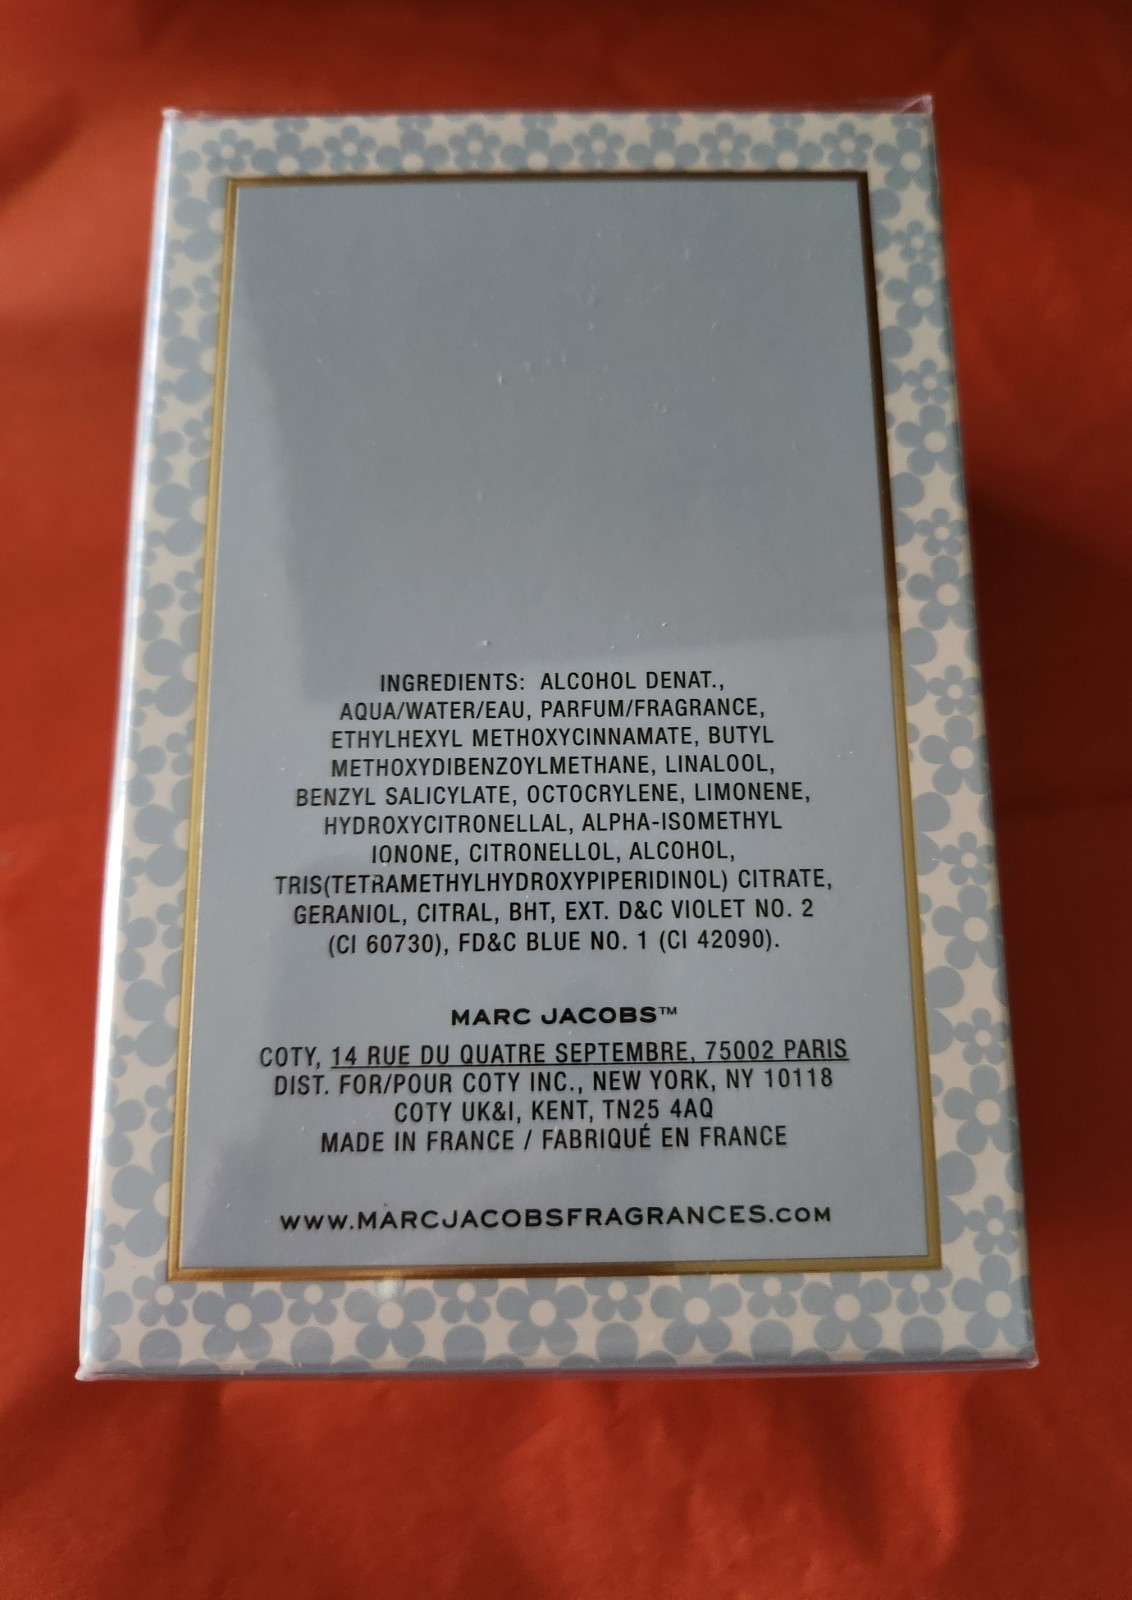 INGREDIENTS: ALCOHOL DENAT.,
AQUA/WATER/EAU, PARFUM/FRAGRANCE,
ETHYLHEXYL METHOXYCINNAMATE, BUTYL
METHOXYDIBENZOYLMETHANE, LINALOOL,
BENZYL SALICYLATE, OCTOCRYLENE, LIMONENE,
HYDROXYCITRONELLAL, ALPHA-ISOMETHYL
IONONE, CITRONELLOL, ALCOHOL,
TRIS(TETRAMETHYLHYDROXYPIPERIDINOL) CITRATE,
GERANIOL, CITRAL, BHT, EXT. D&C VIOLET NO. 2
(CI 60730), FD&C BLUE NO. 1 (CI 42090).
MARC JACOBS™
COTY, 14 RUE DU QUATRE SEPTEMBRE, 75002 PARIS
DIST. FOR/POUR COTY INC., NEW YORK, NY 10118
COTY UK&I, KENT, TN25 4AQ
MADE IN FRANCE / FABRIQUÉ EN FRANCE
WWW.MARCJACOBSFRAGRANCES.COM